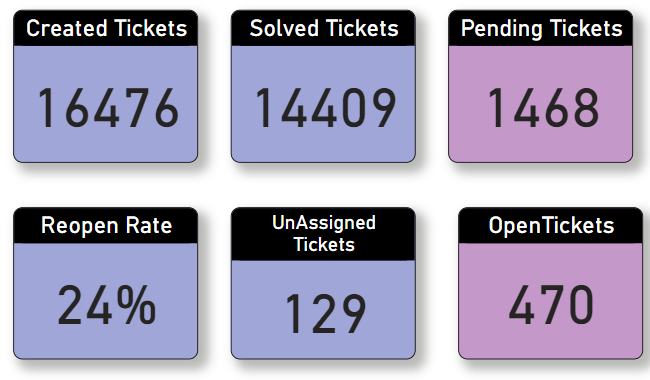 Created Tickets
Solved Tickets
Pending Tickets
16476
14409
1468
Reopen Rate
UnAssigned
Tickets
OpenTickets
24%
129
470